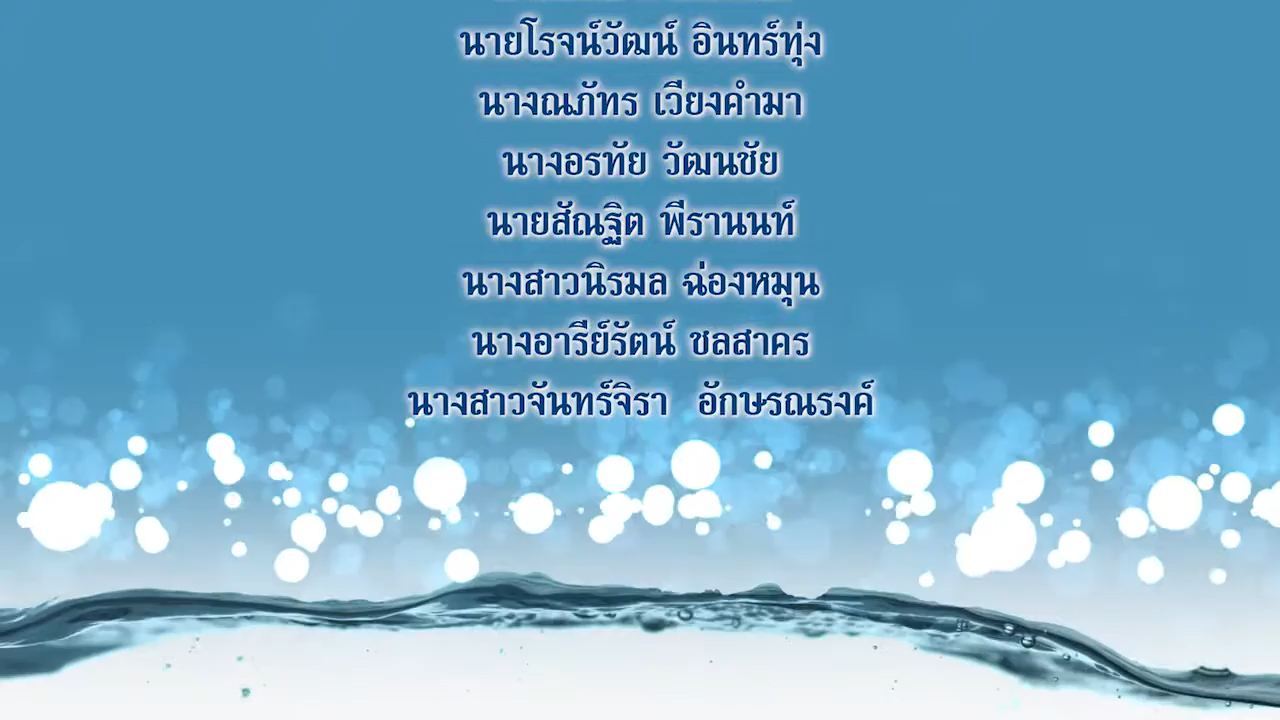 นายโรจน์วัฒน์ อินทร์ทุ่ง
นางณภัทร เวียงคำมา
นางอรทัย วัฒนชัย
นายสัณฐิต พีรานนท์
นางสาวนิรมล ฉ่องหมุน
นางอารีย์รัตน์ ชลสาคร
นางสาวจันทร์จิรา อักษรณรงค์